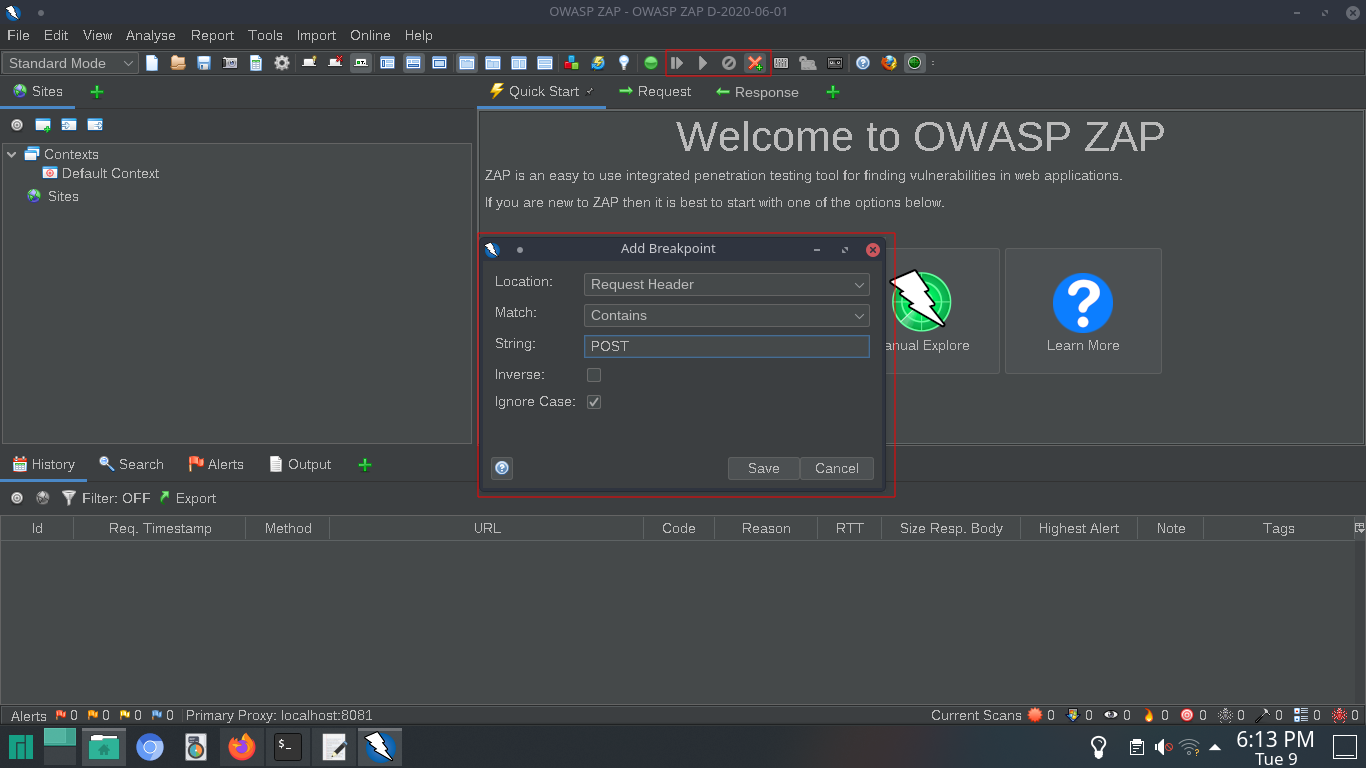 OWASP ZAP - OWASP ZAP D-2020-06-01
File Edit View Analyse Report Tools Import Online Help
Standard Mode
Sites
Quick Start Request Response
Contexts
Default Context
Sites
Welcome to OWASP ZAP
ZAP is an easy to use integrated penetration testing tool for finding vulnerabilities in web applications.
If you are new to ZAP then it is best to start with one of the options below.
anual Explore
Learn More
Add Breakpoint
Location: Request Header
Match: Contains
String: POST
Inverse:
Ignore Case:
Save Cancel
History Search Alerts Output
Filter: OFF Export
Id Req. Timestamp Method URL Code Reason RTT Size Resp. Body Highest Alert Note Tags
Alerts 0 0 0 0 Primary Proxy: localhost:8081 Current Scans 0 0 0 0 0 0 0 0 0
6:13 PM
Tue 9